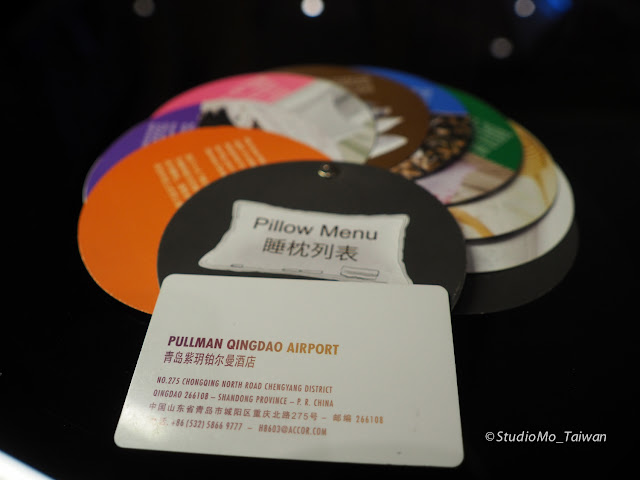 Pillow Menu
睡枕列表
PULLMAN QINGDAO AIRPORT
青岛紫玥铂尔曼酒店
NO.275 CHONGQING NORTH ROAD CHENGYANG DISTRICT
QINGDAO 266108 – SHANDONG PROVINCE – P. R. CHINA
中国山东省青岛市城阳区重庆北路275号 – 邮编 266108
+86 (532) 5866 9777 – H8603@ACCOR.COM
©StudioMo_Taiwan